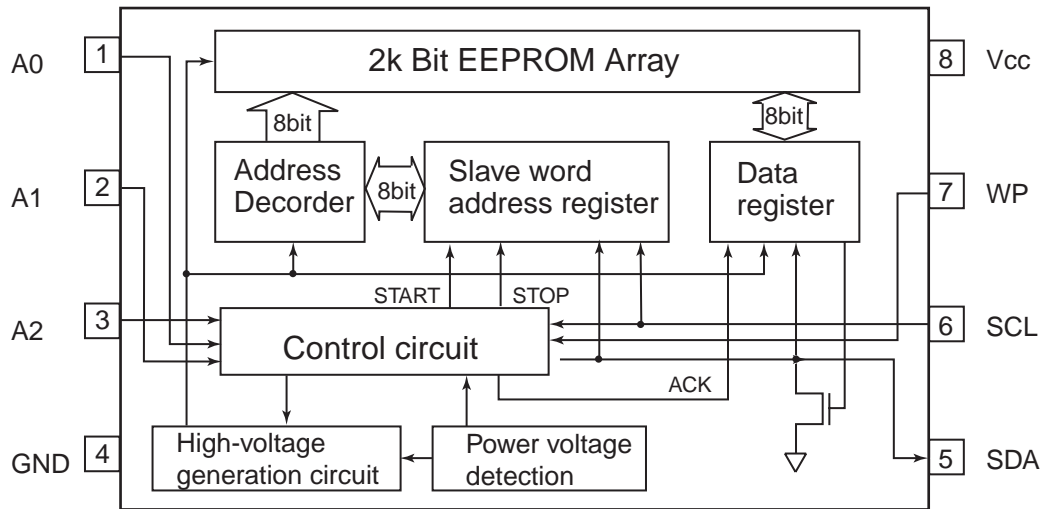 A0 1
2k Bit EEPROM Array
8 Vcc
8bit
8bit
A1 2
Address
Decorder
8bit
Slave word
address register
Data
register
7 WP
START
STOP
A2 3
Control circuit
6 SCL
ACK
GND 4
High-voltage
generation circuit
Power voltage
detection
5 SDA